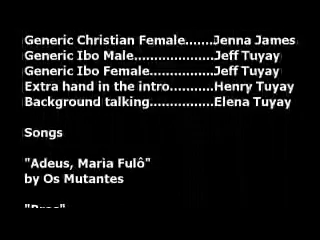 Generic Christian Female.......Jenna James
Generic Ibo Male....................Jeff Tuyay
Generic Ibo Female................Jeff Tuyay
Extra hand in the intro...........Henry Tuyay
Background talking................Elena Tuyay
Songs
"Adeus, Maria Fulô"
by Os Mutantes